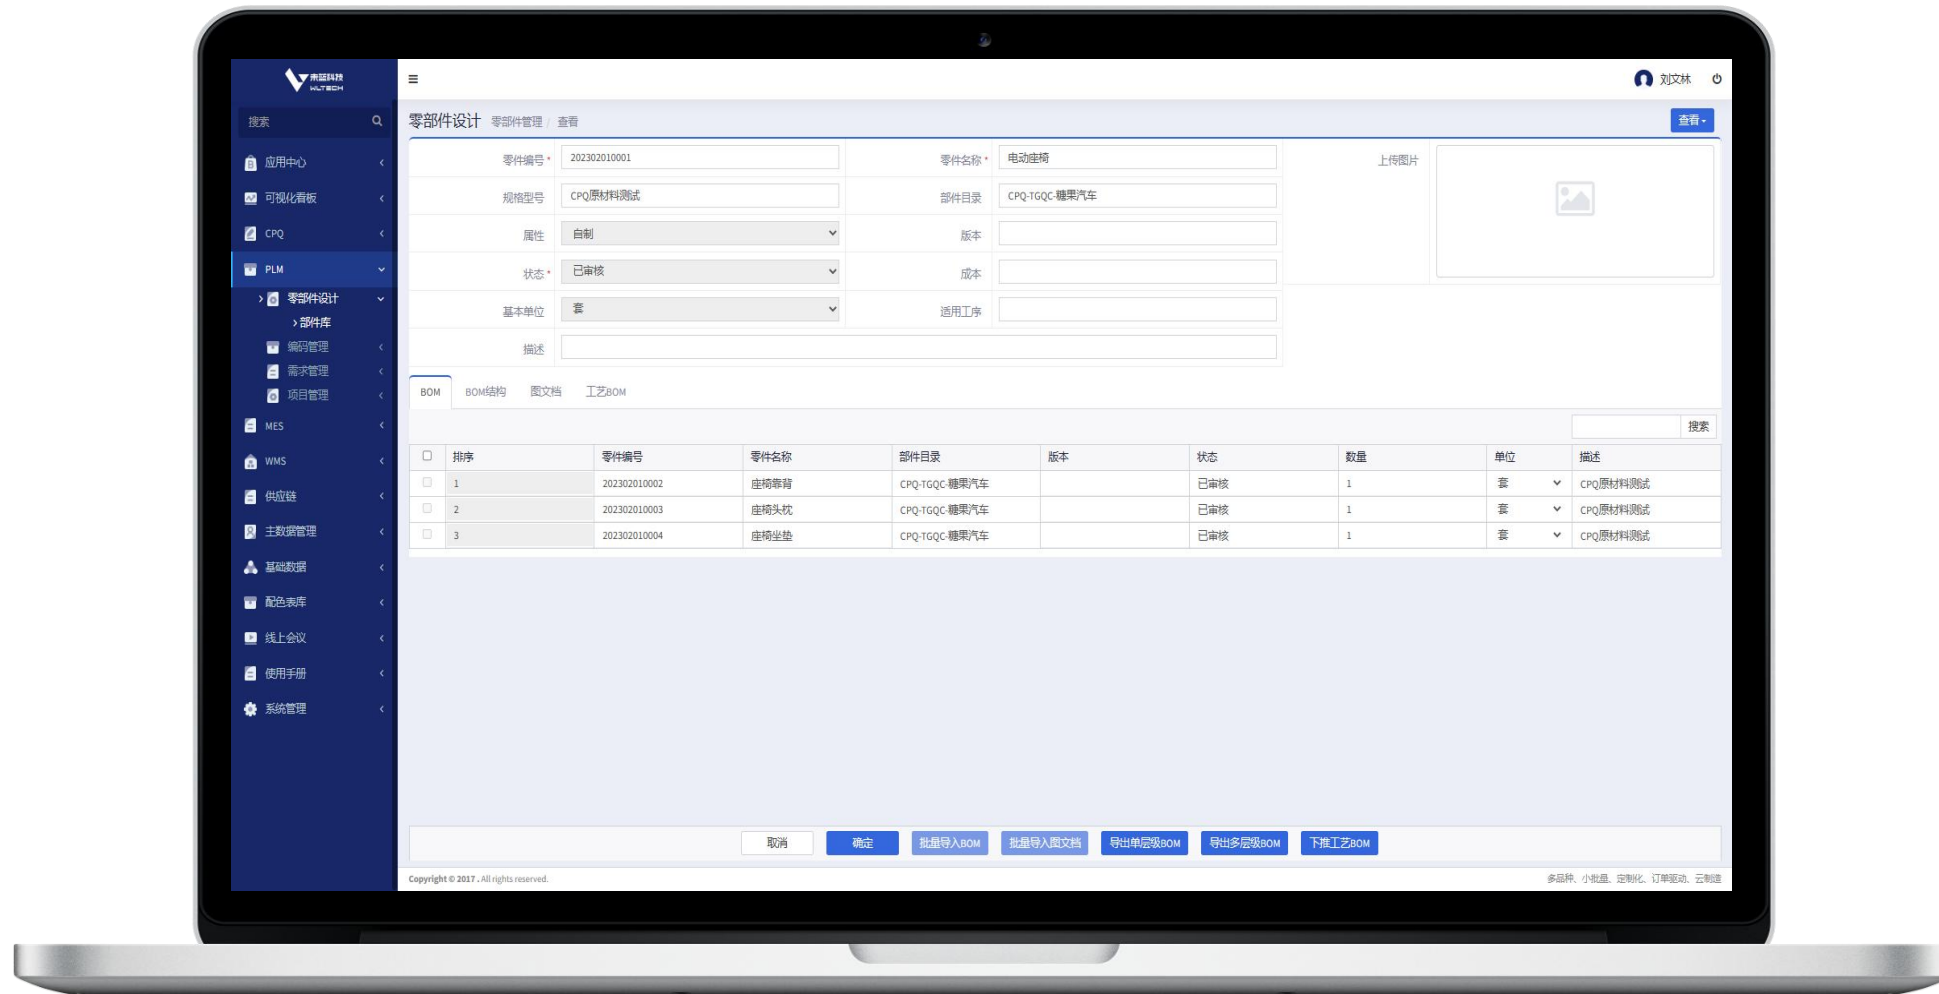 未蓝科技
WLTECH
刘文林
搜索
零部件设计 零部件管理 / 查看
查看
应用中心
可视化看板
CPQ
PLM
零部件设计
部件库
编码管理
需求管理
项目管理
MES
WMS
供应链
主数据管理
基础数据
配色表库
线上会议
使用手册
系统管理
零件编号 * 202302010001 零件名称 * 电动座椅 上传图片
规格型号 CPQ原材料测试 部件目录 CPQ-TGQC-糖果汽车
属性 自制 版本
状态 * 已审核 成本
基本单位 套 适用工序
描述
BOM BOM结构 图文档 工艺BOM
搜索
排序 零件编号 零件名称 部件目录 版本 状态 数量 单位 描述
1 202302010002 座椅靠背 CPQ-TGQC-糖果汽车 已审核 1 套 CPQ原材料测试
2 202302010003 座椅头枕 CPQ-TGQC-糖果汽车 已审核 1 套 CPQ原材料测试
3 202302010004 座椅坐垫 CPQ-TGQC-糖果汽车 已审核 1 套 CPQ原材料测试
取消 确定 批量导入BOM 批量导入图文档 导出单层级BOM 导出多层级BOM 下推工艺BOM
Copyright © 2017 . All rights reserved. 多品种、小批量、定制化、订单驱动、云制造